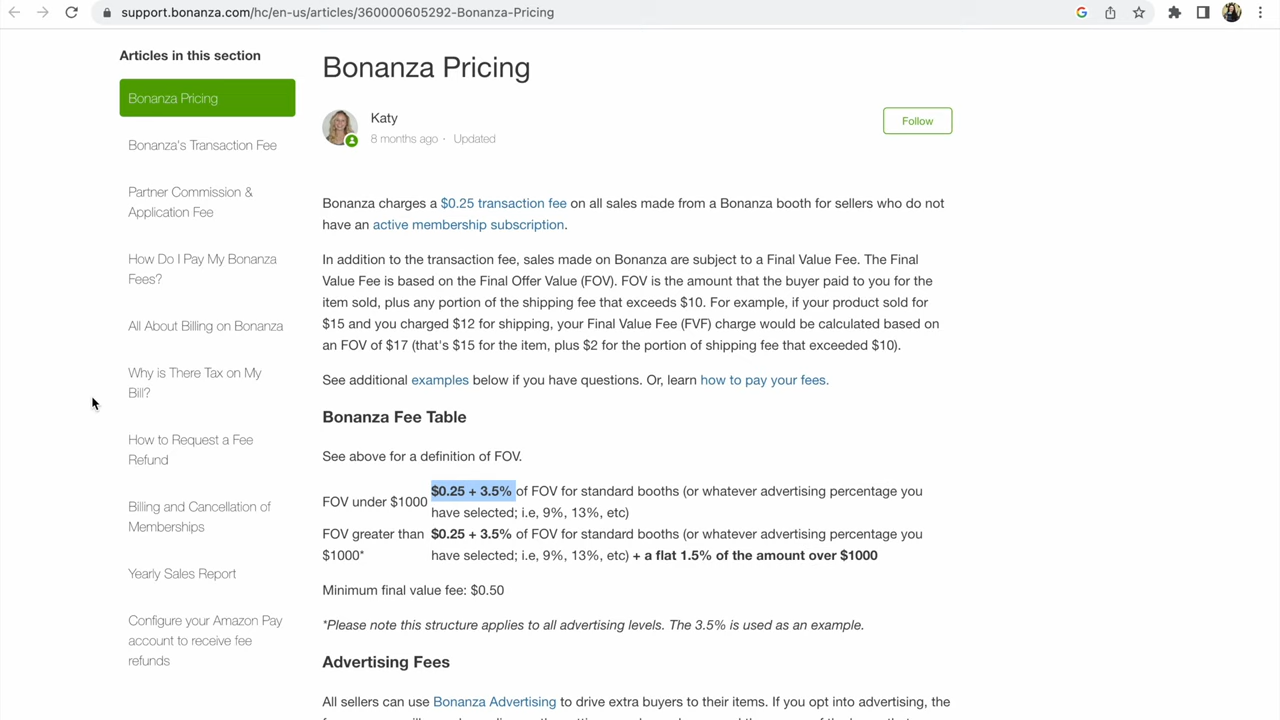 support.bonanza.com/hc/en-us/articles/360000605292-Bonanza-Pricing
Articles in this section
Bonanza Pricing
Bonanza's Transaction Fee
Partner Commission &
Application Fee
How Do I Pay My Bonanza
Fees?
All About Billing on Bonanza
Why is There Tax on My
Bill?
How to Request a Fee
Refund
Billing and Cancellation of
Memberships
Yearly Sales Report
Configure your Amazon Pay
account to receive fee
refunds
Bonanza Pricing
Katy
8 months ago · Updated
Follow
Bonanza charges a $0.25 transaction fee on all sales made from a Bonanza booth for sellers who do not
have an active membership subscription.
In addition to the transaction fee, sales made on Bonanza are subject to a Final Value Fee. The Final
Value Fee is based on the Final Offer Value (FOV). FOV is the amount that the buyer paid to you for the
item sold, plus any portion of the shipping fee that exceeds $10. For example, if your product sold for
$15 and you charged $12 for shipping, your Final Value Fee (FVF) charge would be calculated based on
an FOV of $17 (that's $15 for the item, plus $2 for the portion of shipping fee that exceeded $10).
See additional examples below if you have questions. Or, learn how to pay your fees.
Bonanza Fee Table
See above for a definition of FOV.
FOV under $1000 $0.25 + 3.5% of FOV for standard booths (or whatever advertising percentage you
have selected; i.e, 9%, 13%, etc)
FOV greater than $0.25 + 3.5% of FOV for standard booths (or whatever advertising percentage you
$1000* have selected; i.e, 9%, 13%, etc) + a flat 1.5% of the amount over $1000
Minimum final value fee: $0.50
*Please note this structure applies to all advertising levels. The 3.5% is used as an example.
Advertising Fees
All sellers can use Bonanza Advertising to drive extra buyers to their items. If you opt into advertising, the